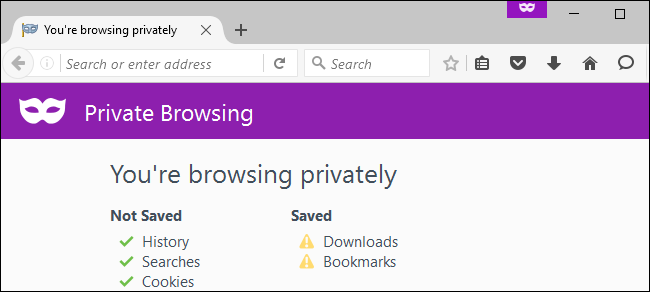 You're browsing privately
Search or enter address
Search
Private Browsing
You're browsing privately
Not Saved Saved
History Downloads
Searches Bookmarks
Cookies